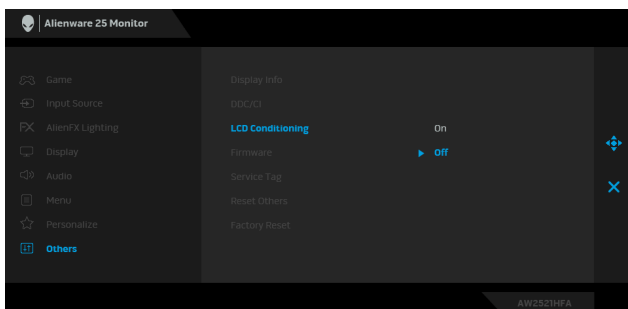 Alienware 25 Monitor
Game
Input Source
FX AlienFX Lighting
Display
Audio
Menu
Personalize
Others
Display Info
DDC/CI
LCD Conditioning On
Firmware Off
Service Tag
Reset Others
Factory Reset
AW2521HFA